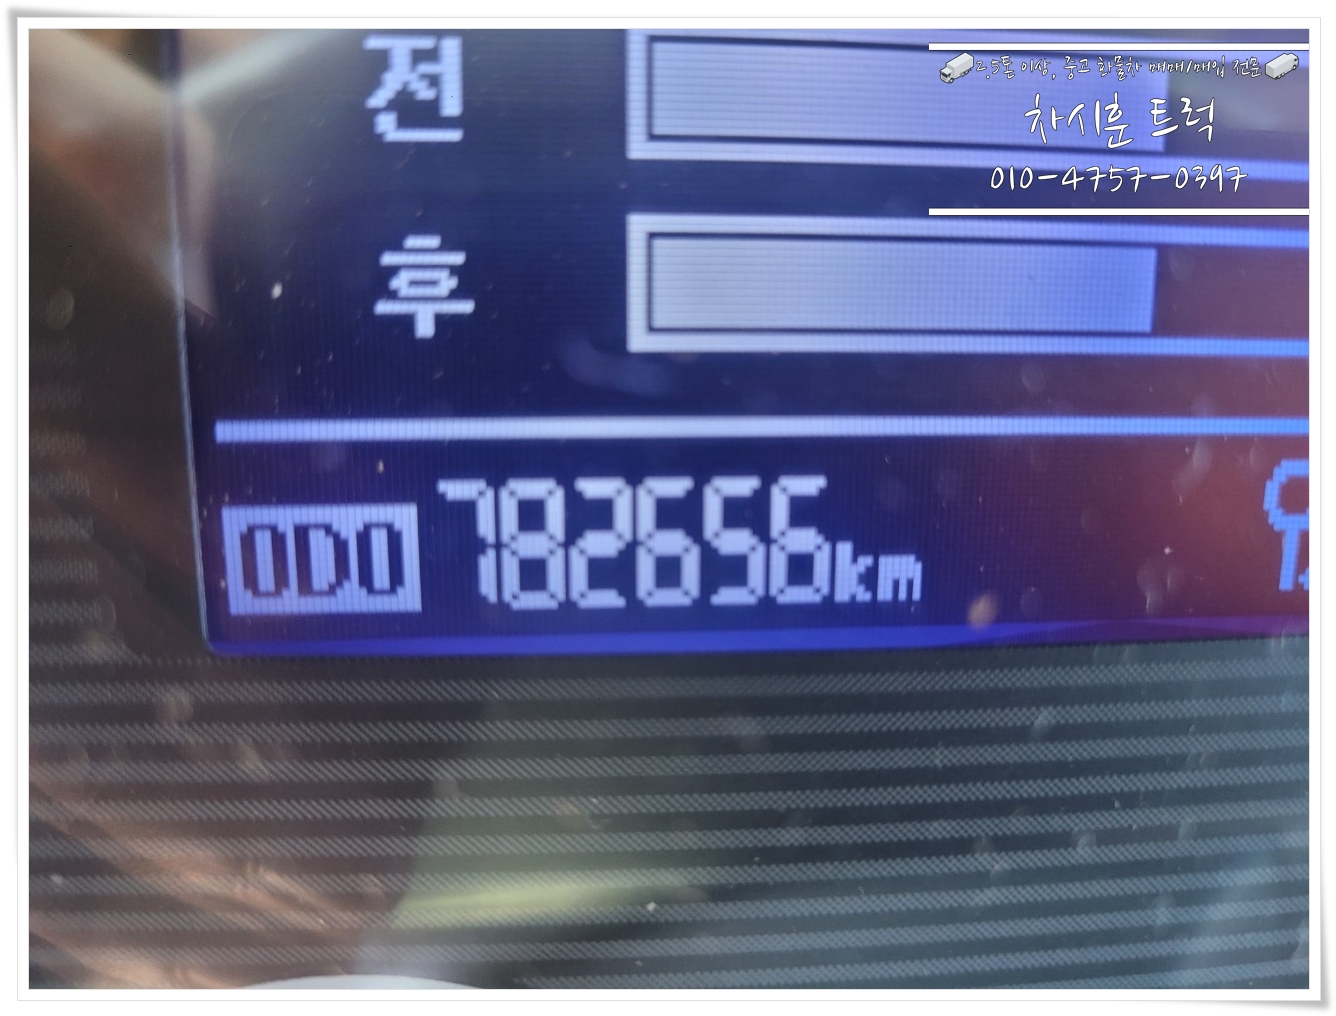 전
2.5톤 이상, 중고 화물차 매매/매입 전문
차시훈 트럭
010-4757-0397
후
ODO 782656km